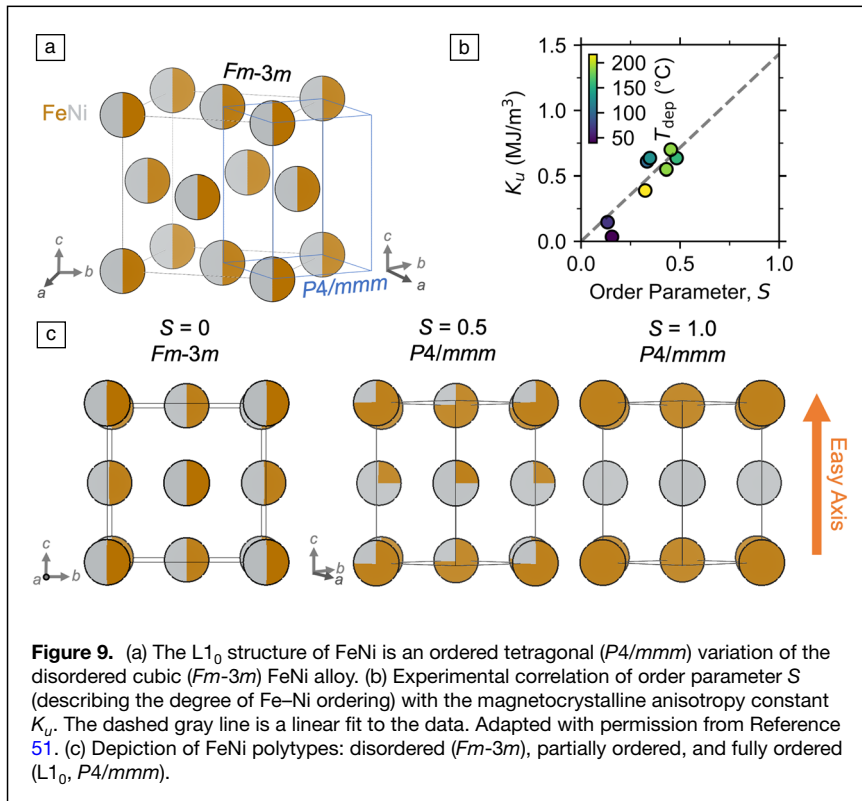 a
Fm-3m
FeNi
c
b
a
c
b
a
P4/mmm
b
1.5
1.0
0.5
0.0
K_u (MJ/m³)
200
150
100
50
T_dep (°C)
0.0
0.5
1.0
Order Parameter, S
c
S = 0
Fm-3m
S = 0.5
P4/mmm
S = 1.0
P4/mmm
Easy Axis
c
a
b
c
b
a
Figure 9. (a) The L1₀ structure of FeNi is an ordered tetragonal (P4/mmm) variation of the
disordered cubic (Fm-3m) FeNi alloy. (b) Experimental correlation of order parameter S
(describing the degree of Fe–Ni ordering) with the magnetocrystalline anisotropy constant
K_u. The dashed gray line is a linear fit to the data. Adapted with permission from Reference
51. (c) Depiction of FeNi polytypes: disordered (Fm-3m), partially ordered, and fully ordered
(L1₀, P4/mmm).